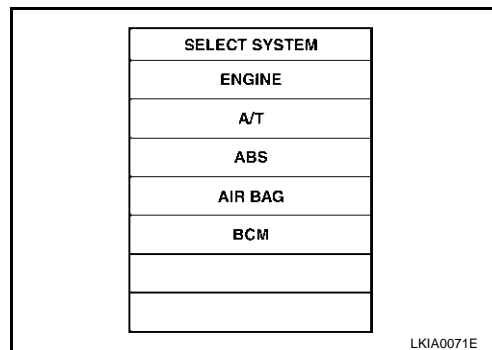 SELECT SYSTEM
ENGINE
A/T
ABS
AIR BAG
BCM
LKIA0071E